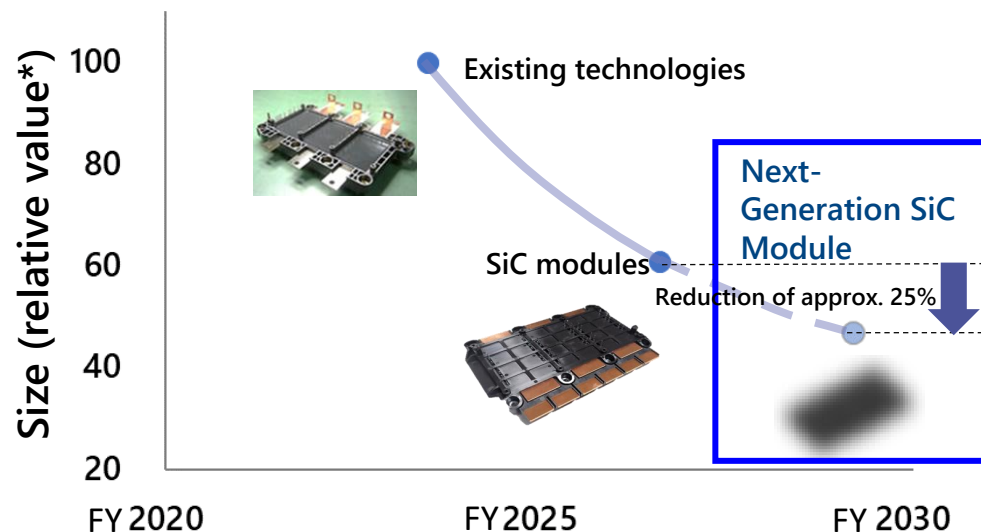 Size (relative value*)
100
80
60
40
20
Existing technologies
SiC modules
Next-
Generation SiC
Module
Reduction of approx. 25%
FY 2020
FY 2025
FY 2030